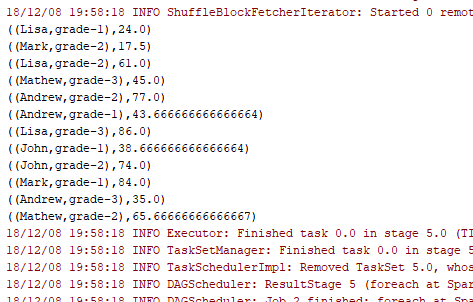 18/12/08 19:58:18 INFO ShuffleBlockFetcherIterator: Started 0 remot
((Lisa,grade-1),24.0)
((Mark,grade-2),17.5)
((Lisa,grade-2),61.0)
((Mathew,grade-3),45.0)
((Andrew,grade-2),77.0)
((Andrew,grade-1),43.666666666666664)
((Lisa,grade-3),86.0)
((John,grade-1),38.666666666666664)
((John,grade-2),74.0)
((Mark,grade-1),84.0)
((Andrew,grade-3),35.0)
((Mathew,grade-2),65.66666666666667)
18/12/08 19:58:18 INFO Executor: Finished task 0.0 in stage 5.0 (TI
18/12/08 19:58:18 INFO TaskSetManager: Finished task 0.0 in stage 5
18/12/08 19:58:18 INFO TaskSchedulerImpl: Removed TaskSet 5.0, whos
18/12/08 19:58:18 INFO DAGScheduler: ResultStage 5 (foreach at Spar
18/12/08 19:58:18 INFO DAGScheduler: Job 2 finished: foreach at Spa